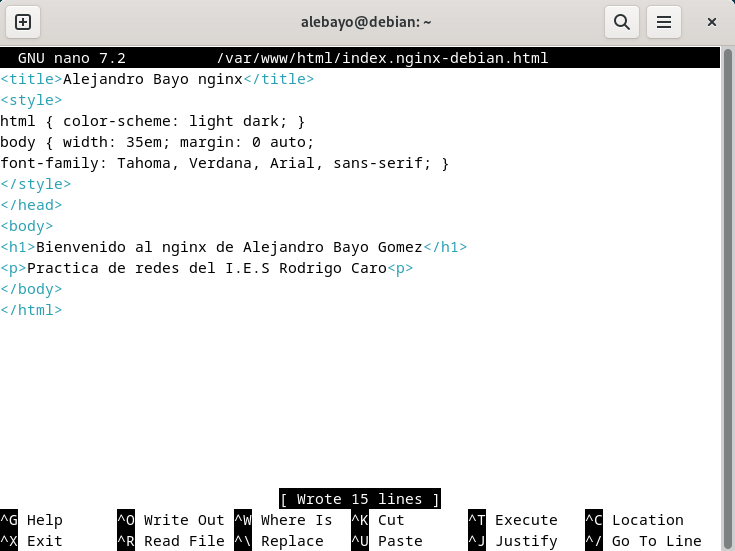 alebayo@debian: ~
GNU nano 7.2 /var/www/html/index.nginx-debian.html
<title>Alejandro Bayo nginx</title>
<style>
html { color-scheme: light dark; }
body { width: 35em; margin: 0 auto;
font-family: Tahoma, Verdana, Arial, sans-serif; }
</style>
</head>
<body>
<h1>Bienvenido al nginx de Alejandro Bayo Gomez</h1>
<p>Practica de redes del I.E.S Rodrigo Caro<p>
</body>
</html>
[ Wrote 15 lines ]
^G Help ^O Write Out ^W Where Is ^K Cut ^T Execute ^C Location
^X Exit ^R Read File ^\ Replace ^U Paste ^J Justify ^/ Go To Line